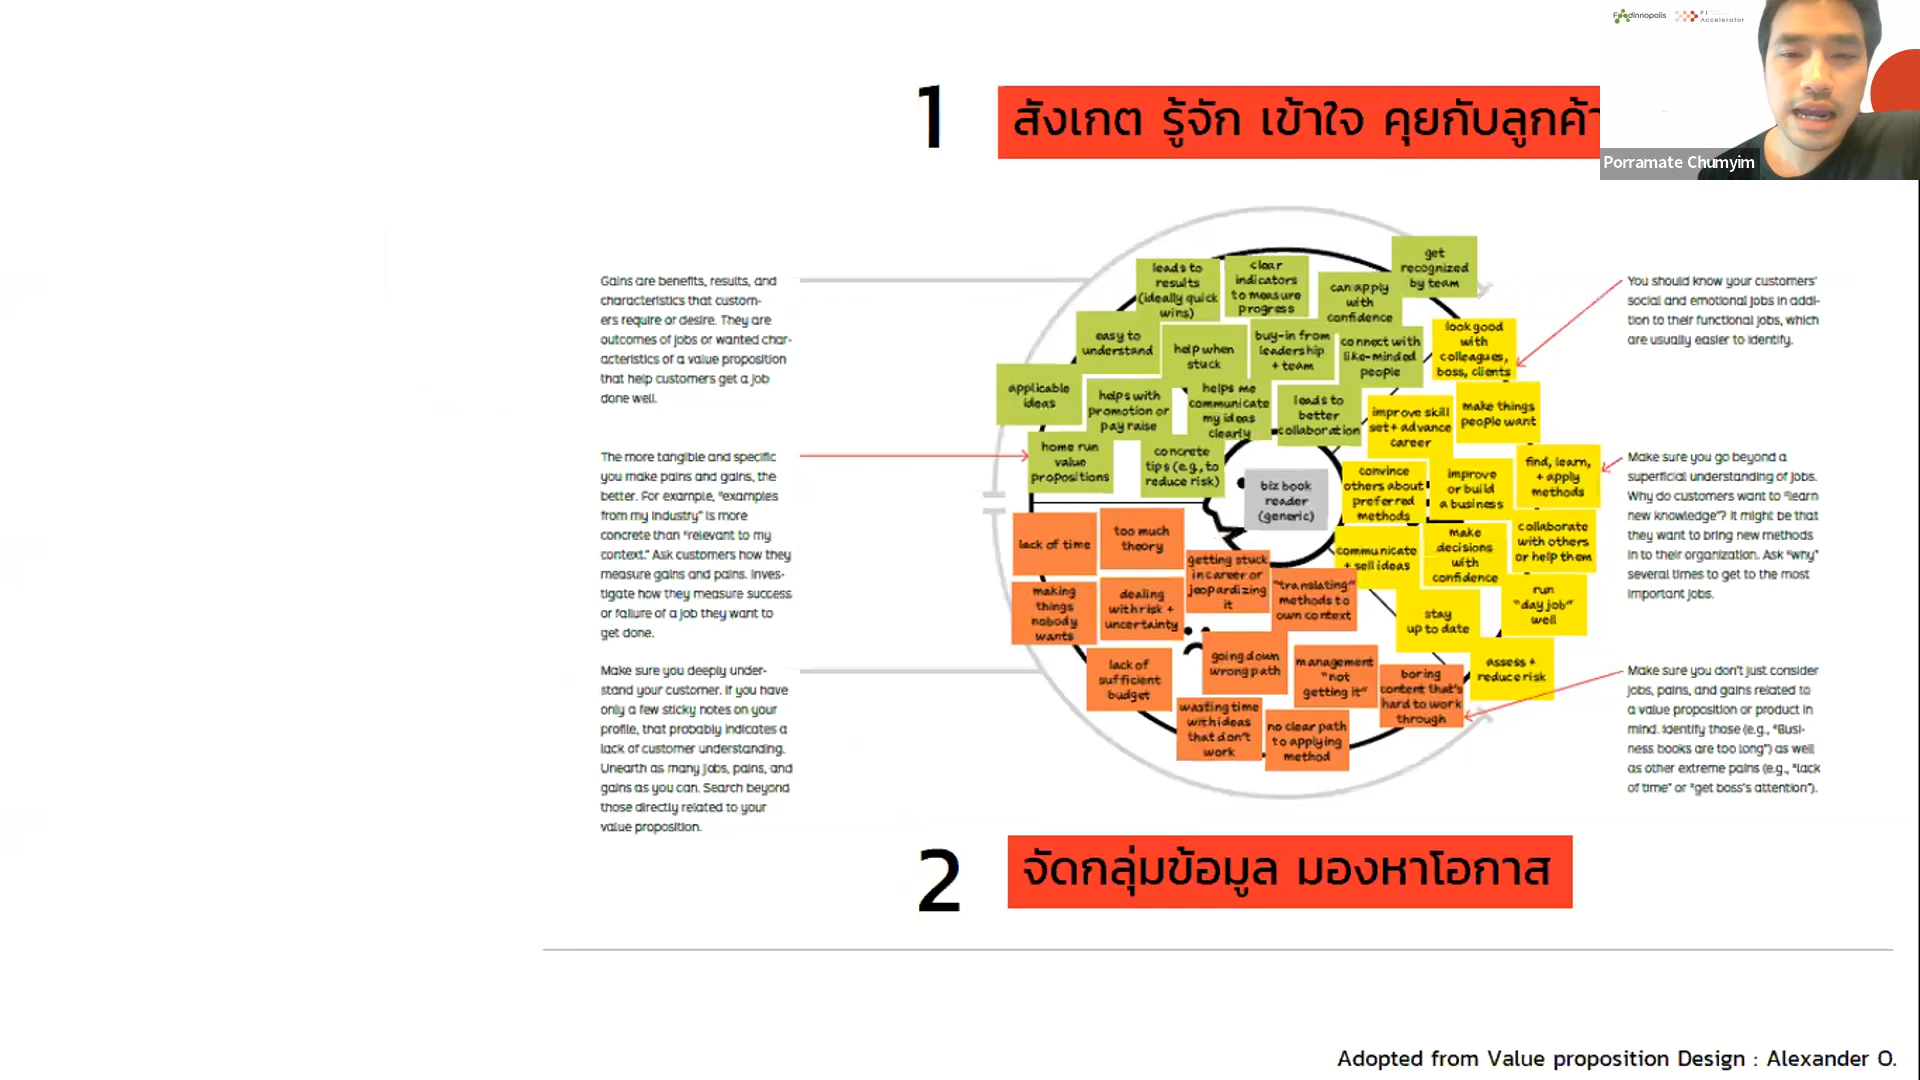 FoodInnopolis
FI
Accelerator
Porramate Chumyim
1
สังเกต รู้จัก เข้าใจ คุยกับลูกค้า
Gains are benefits, results, and
characteristics that custom-
ers require or desire. They are
outcomes of jobs or wanted char-
acteristics of a value proposition
that help customers get a job
done well.
The more tangible and specific
you make pains and gains, the
better. For example, “examples
from my industry” is more
concrete than “relevant to my
context.” Ask customers how they
measure gains and pains. Inves-
tigate how they measure success
or failure of a job they want to
get done.
Make sure you deeply under-
stand your customer. If you have
only a few sticky notes on your
profile, that probably indicates a
lack of customer understanding.
Unearth as many jobs, pains, and
gains as you can. Search beyond
those directly related to your
value proposition.
leads to
results
(ideally quick
wins)
clear
indicators
to measure
progress
can apply
with
confidence
get
recognized
by team
easy to
understand
help when
stuck
buy-in from
leadership
+ team
connect with
like-minded
people
applicable
ideas
helps with
promotion or
pay raise
helps me
communicate
my ideas
clearly
leads to
better
collaboration
home run
value
propositions
concrete
tips (e.g., to
reduce risk)
biz book
reader
(generic)
look good
with
colleagues,
boss, clients
improve skill
set + advance
career
make things
people want
convince
others about
preferred
methods
improve
or build
a business
find, learn,
+ apply
methods
communicate
+ sell ideas
make
decisions
with
confidence
collaborate
with others
or help them
stay
up to date
run
“day job”
well
assess +
reduce risk
lack of time
too much
theory
getting stuck
in career or
jeopardizing
it
“translating”
methods to
own context
making
things
nobody
wants
dealing
with risk +
uncertainty
lack of
sufficient
budget
going down
wrong path
management
“not
getting it”
boring
content that's
hard to work
through
wasting time
with ideas
that don't
work
no clear path
to applying
method
You should know your customers’
social and emotional jobs in addi-
tion to their functional jobs, which
are usually easier to identify.
Make sure you go beyond a
superficial understanding of jobs.
Why do customers want to “learn
new knowledge”? It might be that
they want to bring new methods
in to their organization. Ask “why”
several times to get to the most
important jobs.
Make sure you don't just consider
jobs, pains, and gains related to
a value proposition or product in
mind. Identify those (e.g., “Busi-
ness books are too long”) as well
as other extreme pains (e.g., “lack
of time” or “get boss's attention”).
2
จัดกลุ่มข้อมูล มองหาโอกาส
Adopted from Value proposition Design : Alexander O.